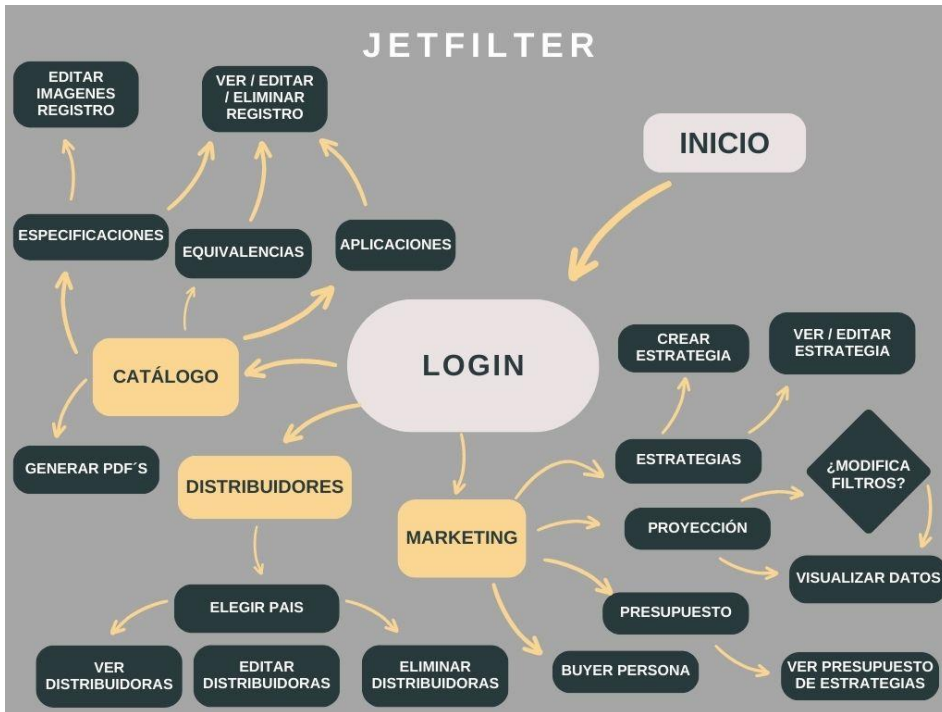 JETFILTER
EDITAR
IMAGENES
REGISTRO
VER / EDITAR
/ ELIMINAR
REGISTRO
INICIO
ESPECIFICACIONES
EQUIVALENCIAS
APLICACIONES
LOGIN
CATÁLOGO
GENERAR PDF´S
DISTRIBUIDORES
ELEGIR PAIS
VER
DISTRIBUIDORAS
EDITAR
DISTRIBUIDORAS
ELIMINAR
DISTRIBUIDORAS
MARKETING
CREAR
ESTRATEGIA
VER / EDITAR
ESTRATEGIA
ESTRATEGIAS
¿MODIFICA
FILTROS?
PROYECCIÓN
VISUALIZAR DATOS
PRESUPUESTO
BUYER PERSONA
VER PRESUPUESTO
DE ESTRATEGIAS